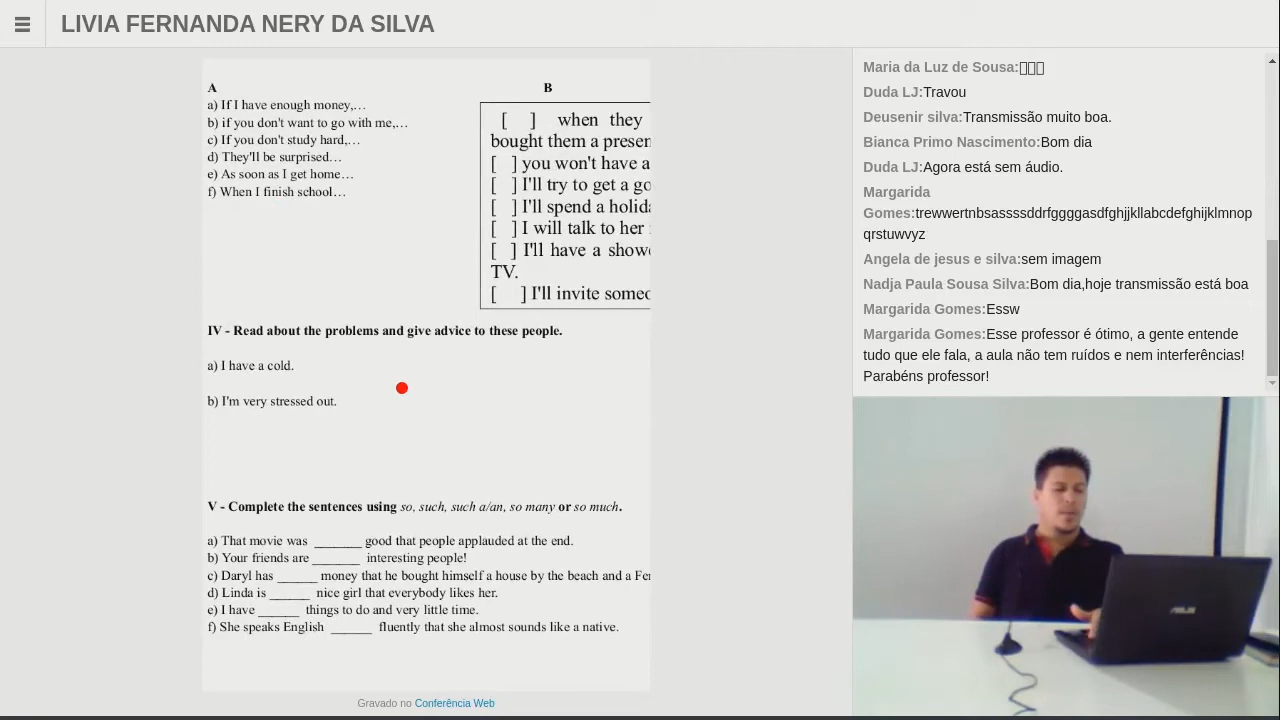 LIVIA FERNANDA NERY DA SILVA
A
B
a) If I have enough money,…
b) if you don't want to go with me,…
c) If you don't study hard,…
d) They'll be surprised…
e) As soon as I get home…
f) When I finish school…
[ ] when they
bought them a presen
[ ] you won't have a
[ ] I'll try to get a go
[ ] I'll spend a holida
[ ] I will talk to her
[ ] I'll have a showe
TV.
[ ] I'll invite someo
IV - Read about the problems and give advice to these people.
a) I have a cold.
b) I'm very stressed out.
V - Complete the sentences using so, such, such a/an, so many or so much.
a) That movie was _______ good that people applauded at the end.
b) Your friends are _______ interesting people!
c) Daryl has ______ money that he bought himself a house by the beach and a Fer
d) Linda is ______ nice girl that everybody likes her.
e) I have ______ things to do and very little time.
f) She speaks English ______ fluently that she almost sounds like a native.
Gravado no Conferência Web
Maria da Luz de Sousa:
Duda LJ:Travou
Deusenir silva:Transmissão muito boa.
Bianca Primo Nascimento:Bom dia
Duda LJ:Agora está sem áudio.
Margarida
Gomes:trewwertnbsassssddrfggggasdfghjjkllabcdefghijklmnop
qrstuwvyz
Angela de jesus e silva:sem imagem
Nadja Paula Sousa Silva:Bom dia,hoje transmissão está boa
Margarida Gomes:Essw
Margarida Gomes:Esse professor é ótimo, a gente entende
tudo que ele fala, a aula não tem ruídos e nem interferências!
Parabéns professor!
ASUS